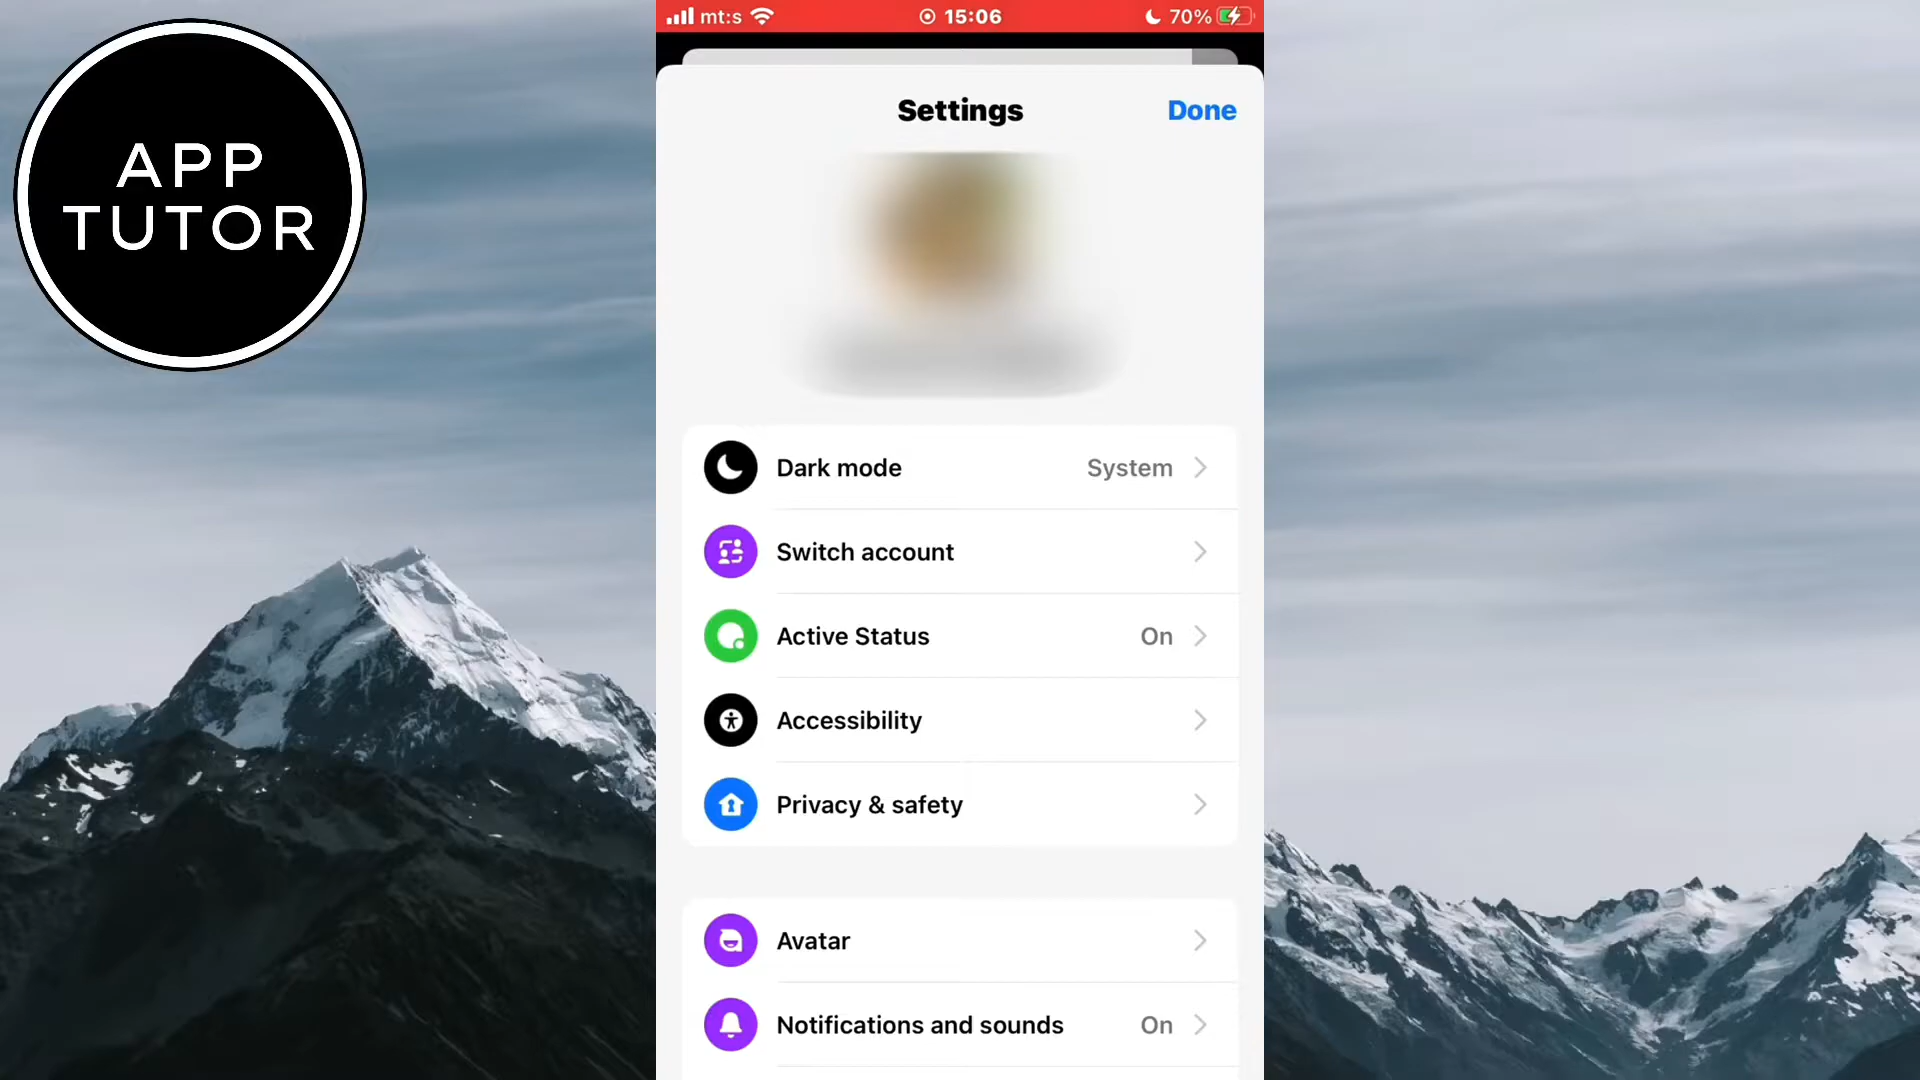 APP
TUTOR
mt:s 15:06 70%
Settings Done
Dark mode System
Switch account
Active Status On
Accessibility
Privacy & safety
Avatar
Notifications and sounds On